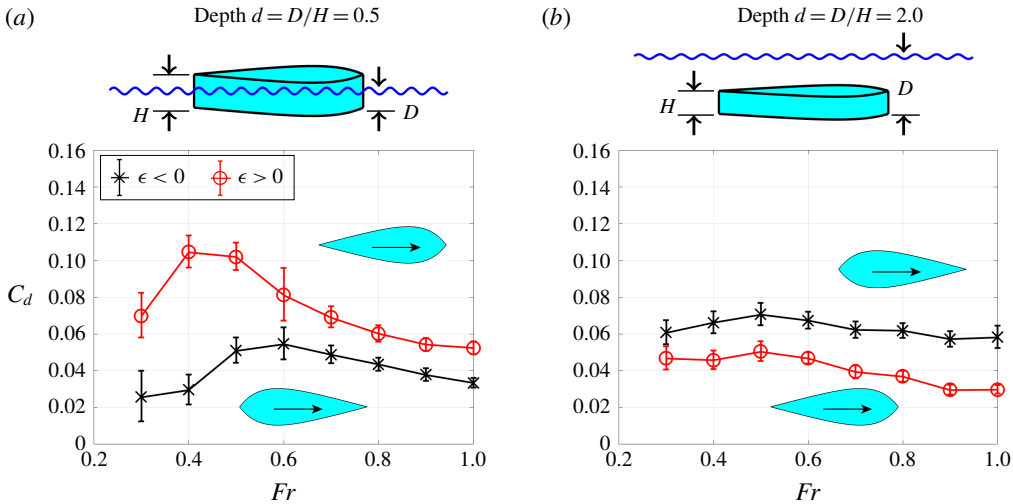 (a) Depth d = D/H = 0.5
H D
0.16
0.14
0.12
0.10
0.08
0.06
0.04
0.02
0
C_d
ϵ < 0 ϵ > 0
0.2 0.4 0.6 0.8 1.0
Fr
(b) Depth d = D/H = 2.0
H D
0.16
0.14
0.12
0.10
0.08
0.06
0.04
0.02
0
0.2 0.4 0.6 0.8 1.0
Fr